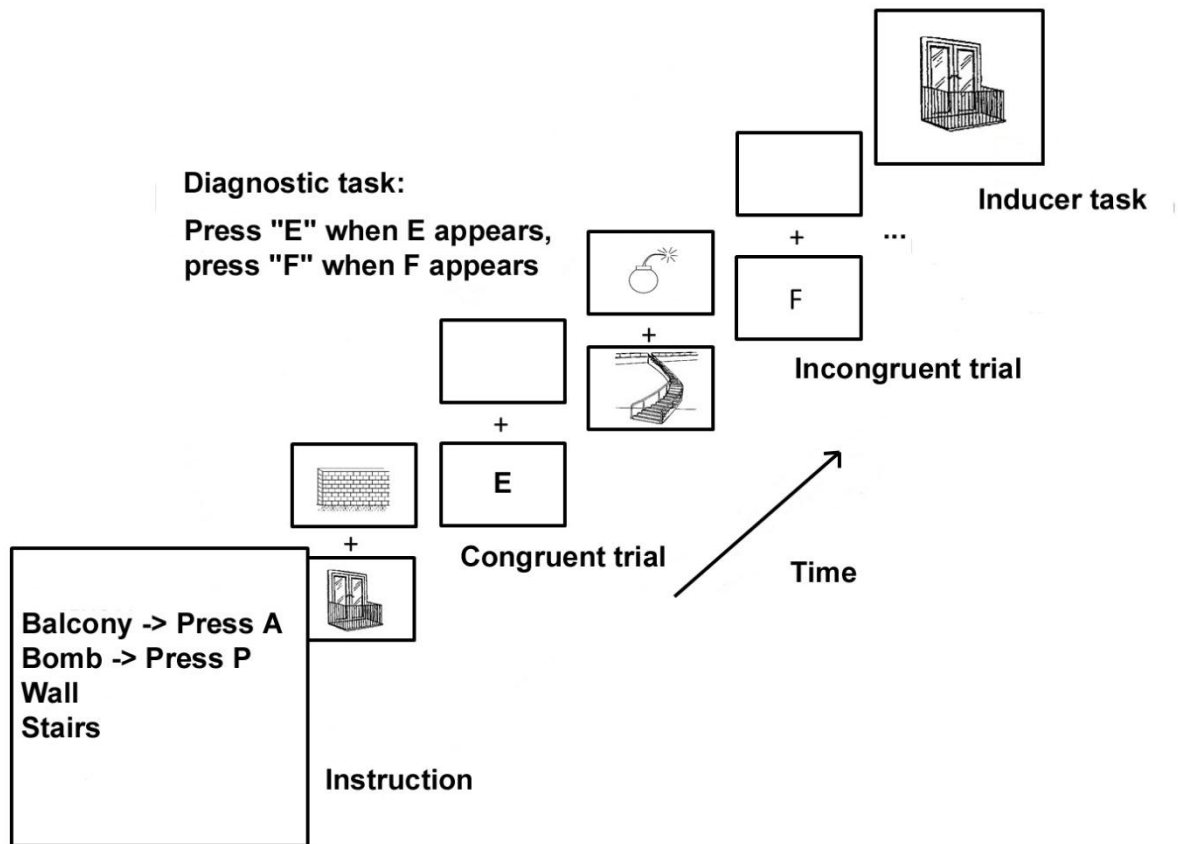 Diagnostic task:
Press "E" when E appears,
press "F" when F appears
Inducer task
+
...
F
Incongruent trial
+
+
E
Congruent trial
+
Time
Balcony -> Press A
Bomb -> Press P
Wall
Stairs
Instruction